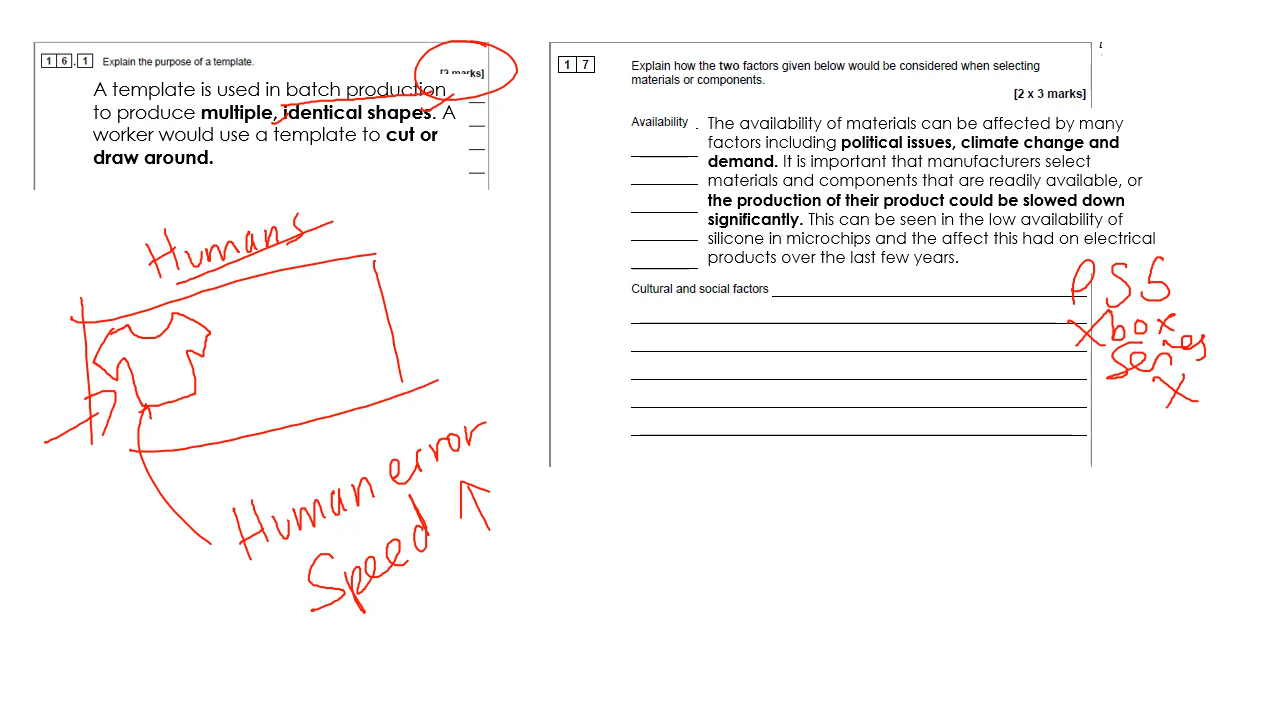 1 6 . 1 Explain the purpose of a template.
[2 marks]
A template is used in batch production
to produce multiple, identical shapes. A
worker would use a template to cut or
draw around.
Humans
Human error
Speed ↑
1 7 Explain how the two factors given below would be considered when selecting
materials or components.
[2 x 3 marks]
Availability . The availability of materials can be affected by many
factors including political issues, climate change and
demand. It is important that manufacturers select
materials and components that are readily available, or
the production of their product could be slowed down
significantly. This can be seen in the low availability of
silicone in microchips and the affect this had on electrical
products over the last few years.
Cultural and social factors
PS5
Xbox
Series
X